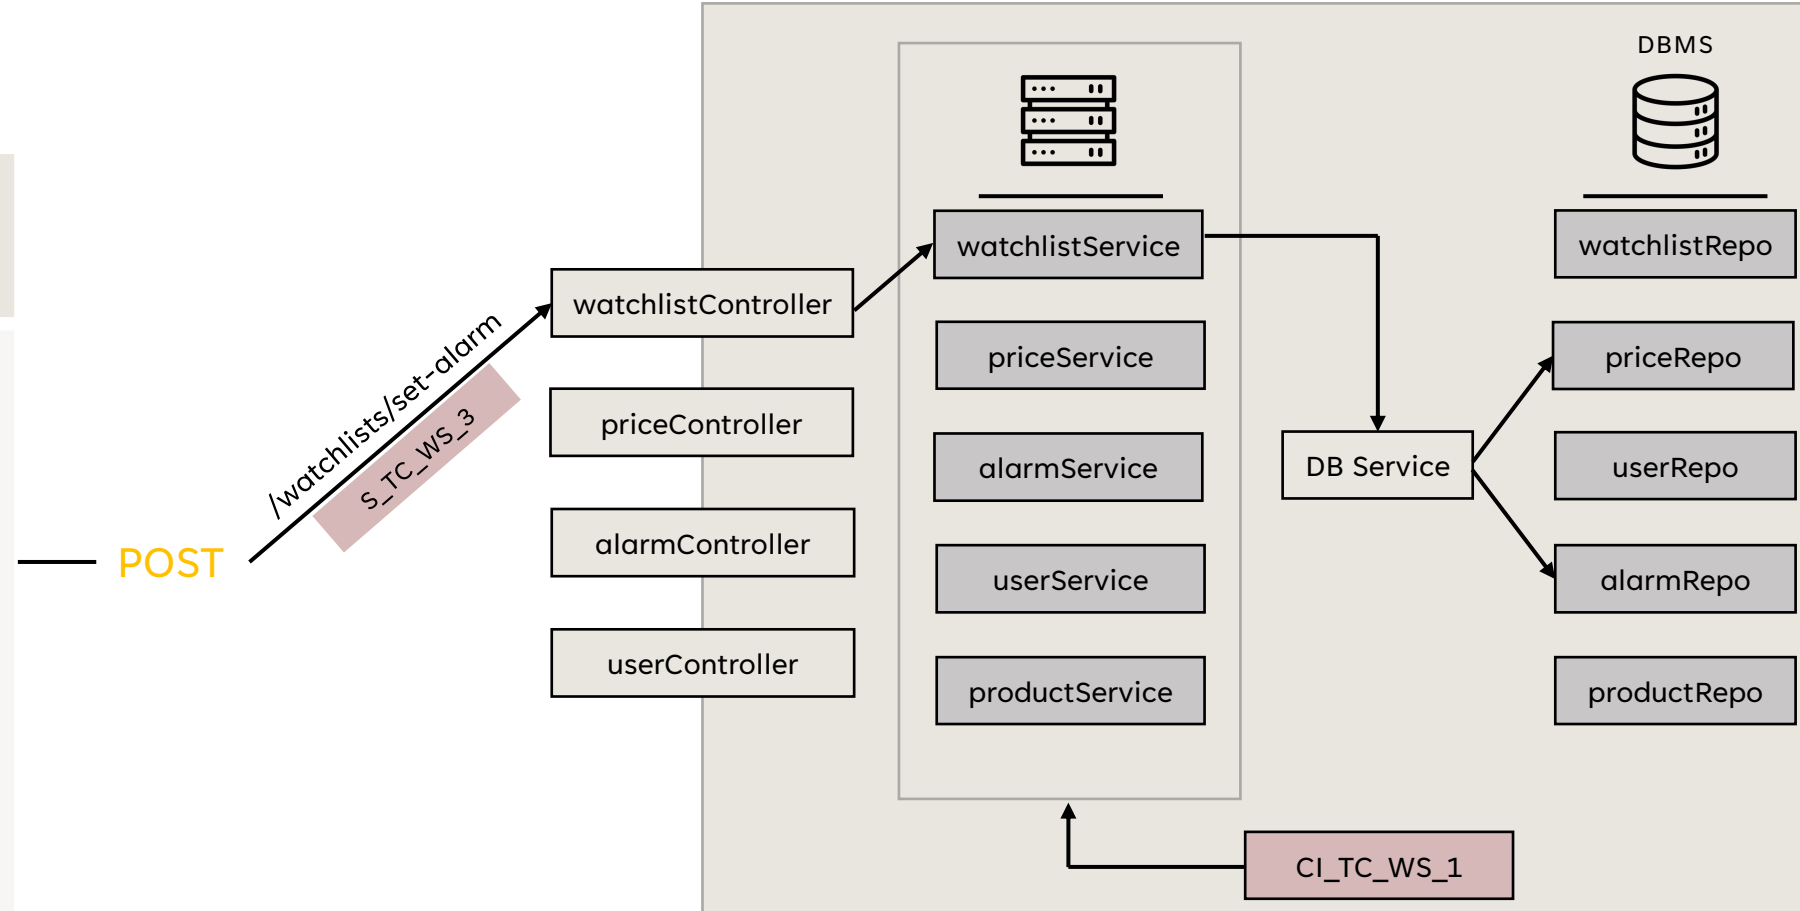 DBMS
watchlistService
watchlistRepo
watchlistController
/watchlists/set-alarm
S_TC_WS_3
POST
priceService
priceRepo
priceController
alarmService
DB Service
userRepo
alarmController
userService
alarmRepo
userController
productService
productRepo
CI_TC_WS_1